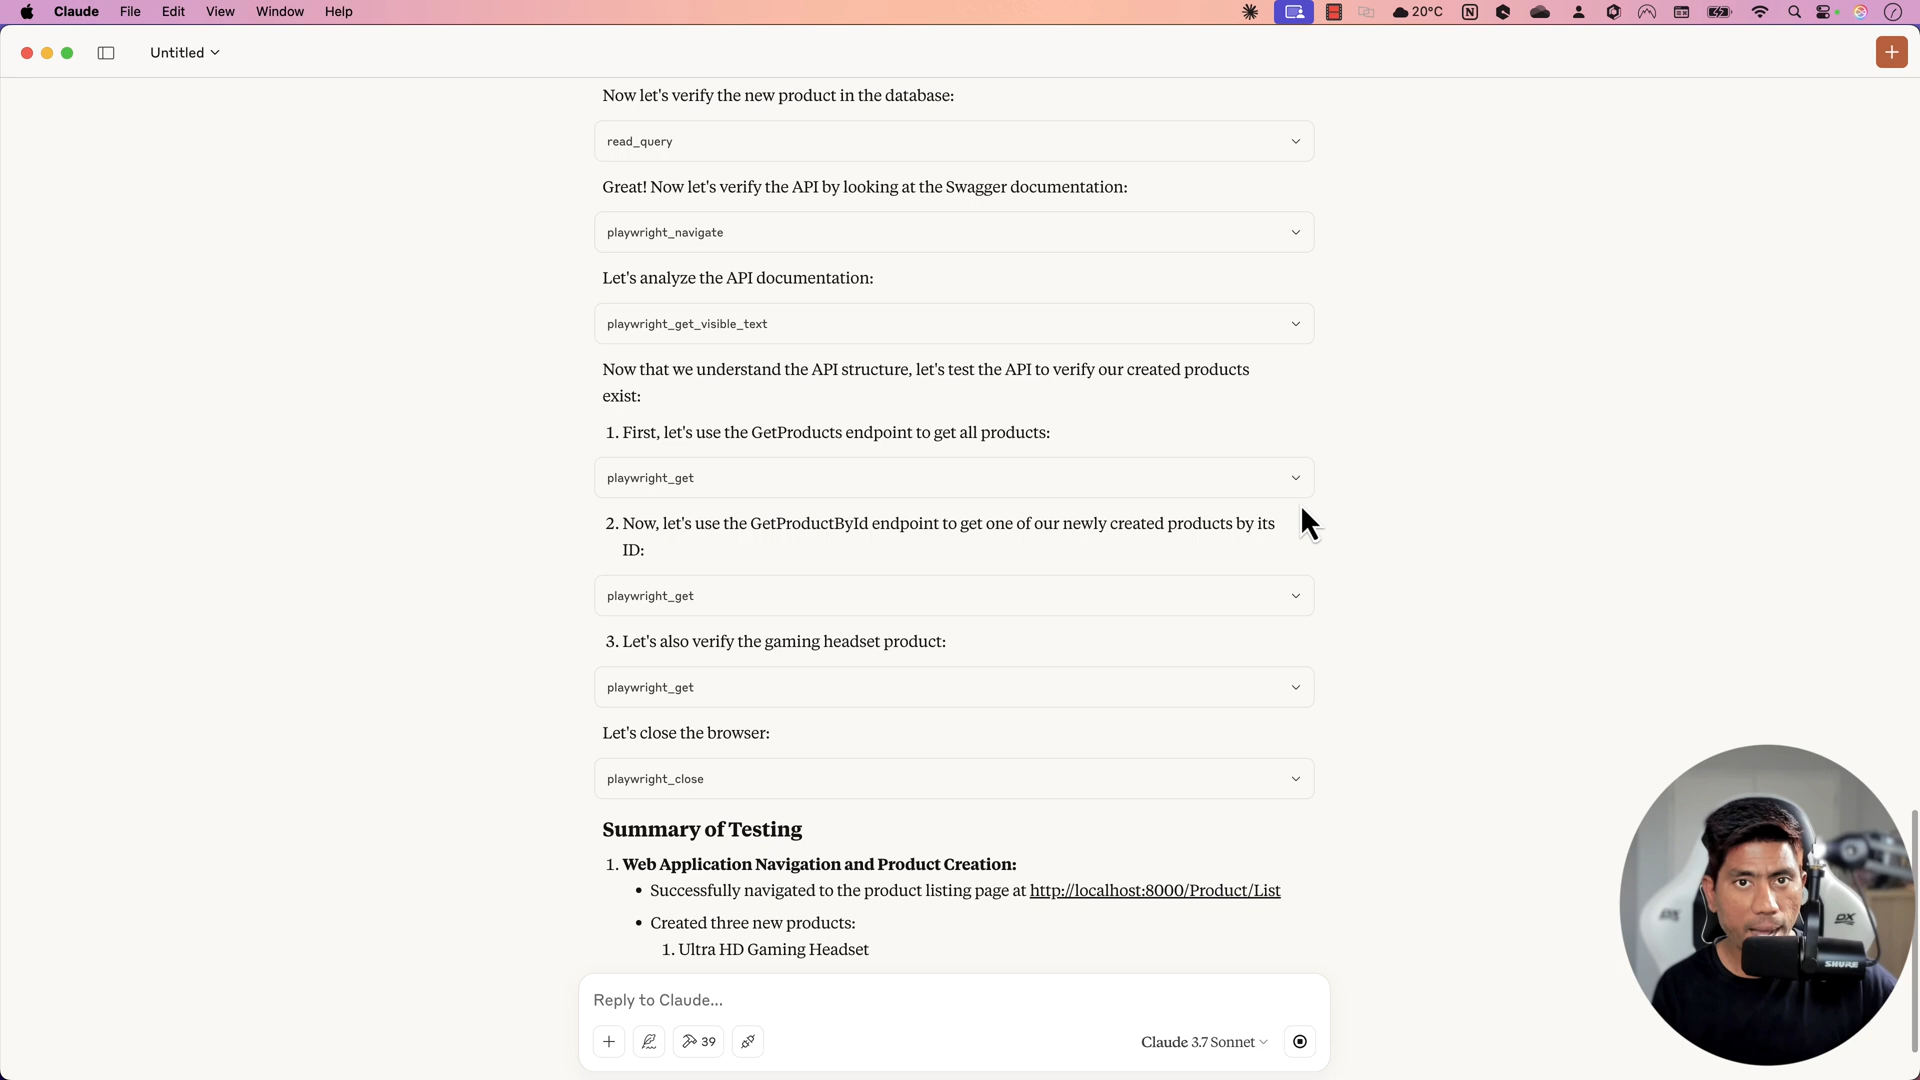 Claude File Edit View Window Help 20°C
Untitled
Now let's verify the new product in the database:
read_query
Great! Now let's verify the API by looking at the Swagger documentation:
playwright_navigate
Let's analyze the API documentation:
playwright_get_visible_text
Now that we understand the API structure, let's test the API to verify our created products
exist:
1. First, let's use the GetProducts endpoint to get all products:
playwright_get
2. Now, let's use the GetProductById endpoint to get one of our newly created products by its
ID:
playwright_get
3. Let's also verify the gaming headset product:
playwright_get
Let's close the browser:
playwright_close
Summary of Testing
1. Web Application Navigation and Product Creation:
• Successfully navigated to the product listing page at http://localhost:8000/Product/List
• Created three new products:
1. Ultra HD Gaming Headset
Reply to Claude...
39
Claude 3.7 Sonnet
DX
SHURE